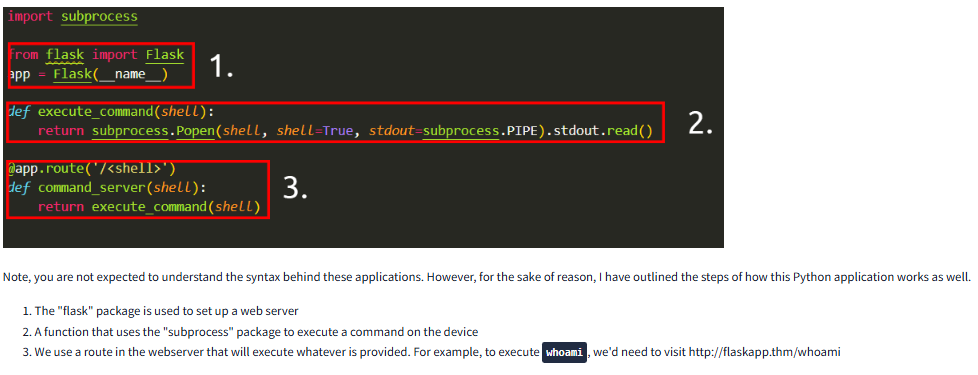 import subprocess
from flask import Flask
app = Flask(__name__)
1.
def execute_command(shell):
    return subprocess.Popen(shell, shell=True, stdout=subprocess.PIPE).stdout.read()
2.
@app.route('/<shell>')
def command_server(shell):
    return execute_command(shell)
3.
Note, you are not expected to understand the syntax behind these applications. However, for the sake of reason, I have outlined the steps of how this Python application works as well.
1. The "flask" package is used to set up a web server
2. A function that uses the "subprocess" package to execute a command on the device
3. We use a route in the webserver that will execute whatever is provided. For example, to execute whoami , we'd need to visit http://flaskapp.thm/whoami